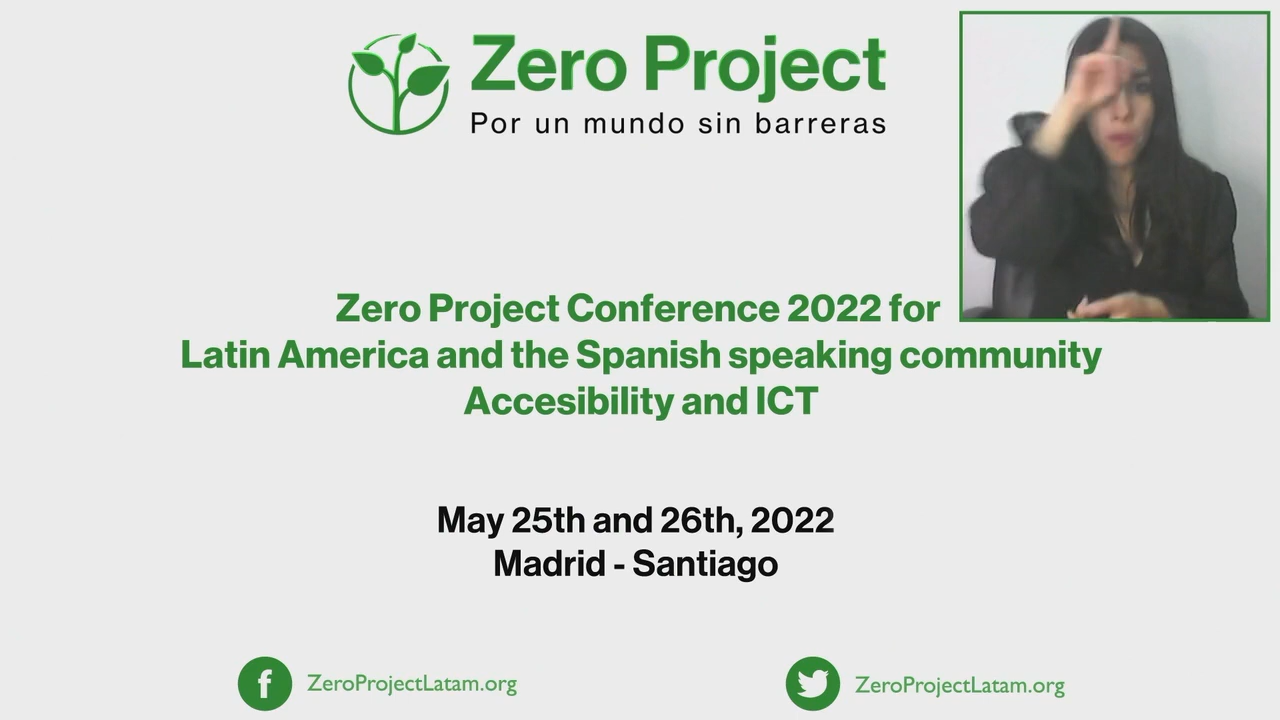 Zero Project
Por un mundo sin barreras
Zero Project Conference 2022 for
Latin America and the Spanish speaking community
Accesibility and ICT
May 25th and 26th, 2022
Madrid - Santiago
ZeroProjectLatam.org
ZeroProjectLatam.org